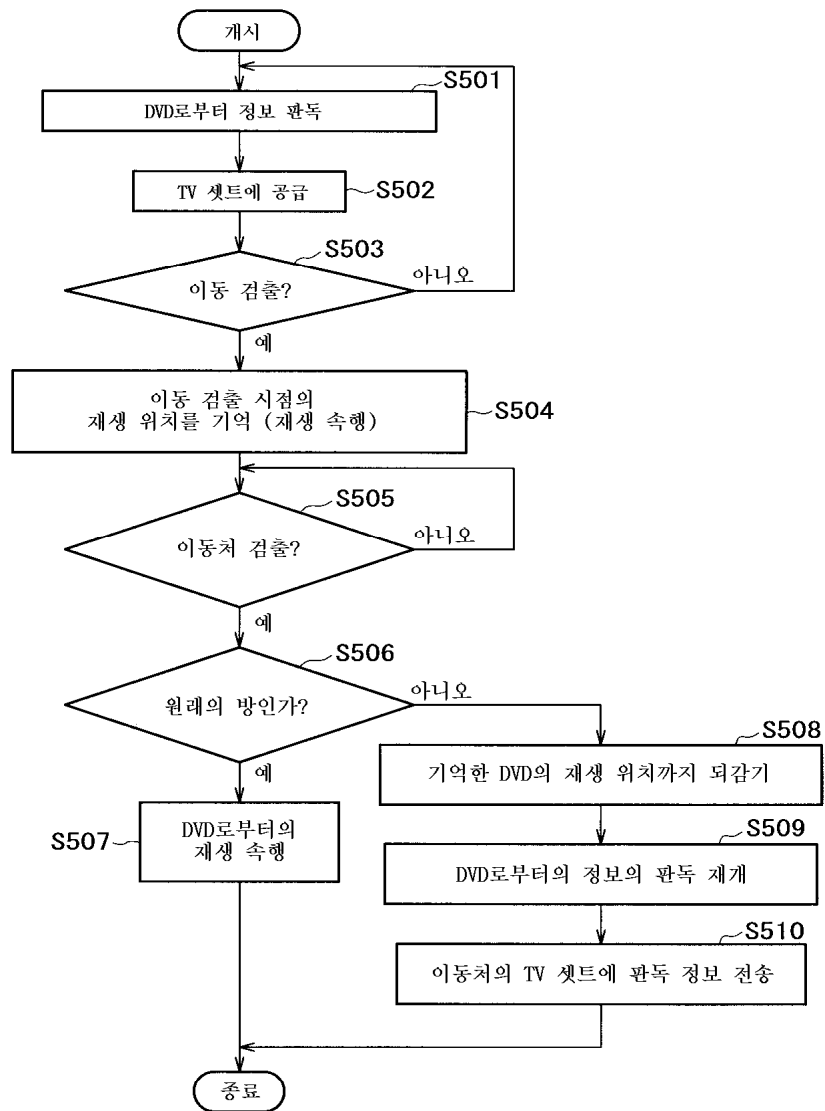 개시
S501
DVD로부터 정보 판독
TV 셋트에 공급
S502
S503
이동 검출?
아니오
예
이동 검출 시점의
재생 위치를 기억 (재생 속행)
S504
S505
이동처 검출?
아니오
예
S506
원래의 방인가?
아니오
예
S507
DVD로부터의
재생 속행
S508
기억한 DVD의 재생 위치까지 되감기
S509
DVD로부터의 정보의 판독 재개
S510
이동처의 TV 셋트에 판독 정보 전송
종료